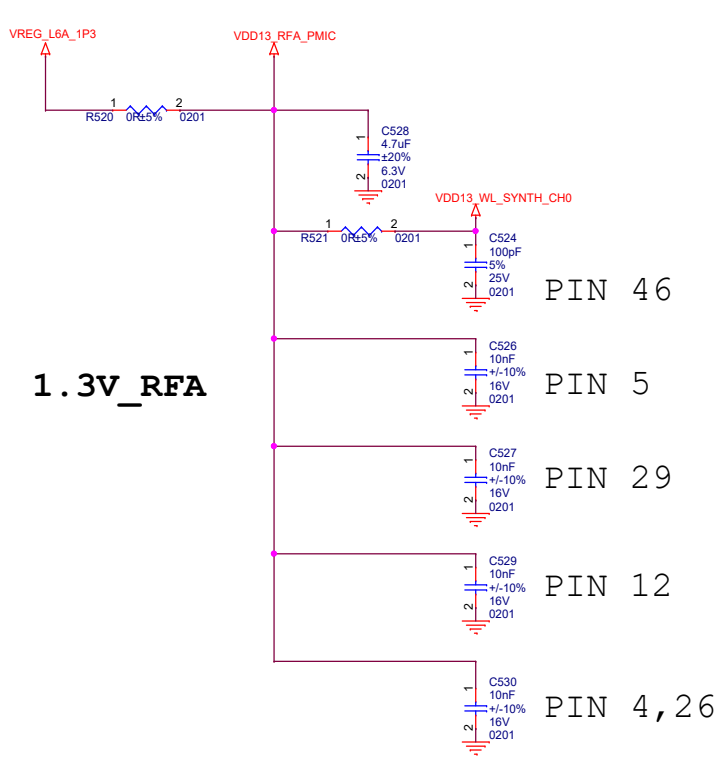 VREG_L6A_1P3
VDD13_RFA_PMIC
1 2
R520 0R±5% 0201
1
2
C528
4.7uF
±20%
6.3V
0201
VDD13_WL_SYNTH_CH0
1 2
R521 0R±5% 0201
1
2
C524
100pF
5%
25V
0201
PIN 46
1
2
C526
10nF
+/-10%
16V
0201
PIN 5
1.3V_RFA
1
2
C527
10nF
+/-10%
16V
0201
PIN 29
1
2
C529
10nF
+/-10%
16V
0201
PIN 12
1
2
C530
10nF
+/-10%
16V
0201
PIN 4,26